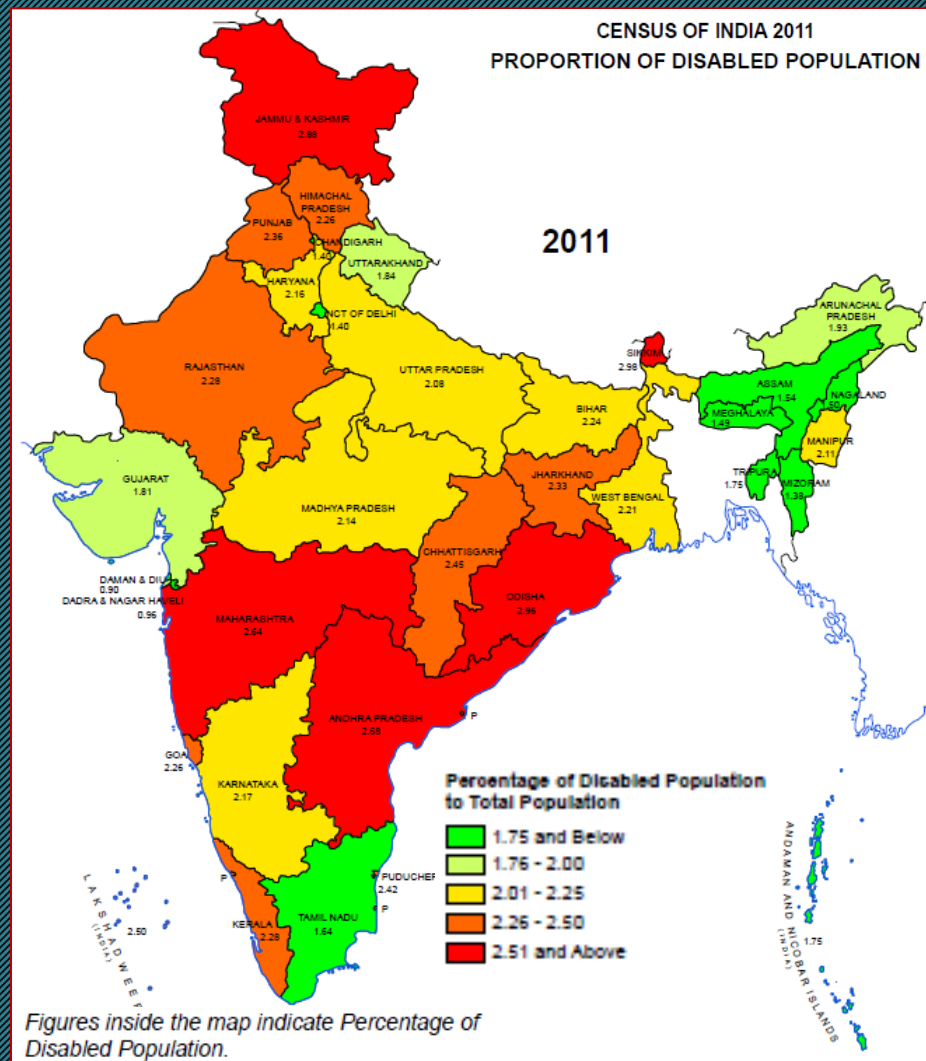 CENSUS OF INDIA 2011
PROPORTION OF DISABLED POPULATION
2011
JAMMU & KASHMIR
2.88
HIMACHAL
PRADESH
2.26
PUNJAB
2.36
CHANDIGARH
1.40
UTTARAKHAND
1.84
HARYANA
2.16
NCT OF DELHI
1.40
ARUNACHAL
PRADESH
1.93
RAJASTHAN
2.28
UTTAR PRADESH
2.08
SIKKIM
2.98
ASSAM
1.54
NAGALAND
1.50
MEGHALAYA
1.49
BIHAR
2.24
MANIPUR
2.11
TRIPURA
1.75
MIZORAM
1.38
GUJARAT
1.81
JHARKHAND
2.33
WEST BENGAL
2.21
MADHYA PRADESH
2.14
CHHATTISGARH
2.45
DAMAN & DIU
0.90
DADRA & NAGAR HAVELI
0.96
ODISHA
2.96
MAHARASHTRA
2.64
ANDHRA PRADESH
2.68
P
GOA
2.26
KARNATAKA
2.17
Percentage of Disabled Population
to Total Population
1.75 and Below
1.76 - 2.00
2.01 - 2.25
2.26 - 2.50
2.51 and Above
P
PUDUCHER
2.42
P
KERALA
2.28
TAMIL NADU
1.64
LAKSHADWEEP
(INDIA)
2.50
ANDAMAN AND NICOBAR ISLANDS
(INDIA)
1.75
Figures inside the map indicate Percentage of
Disabled Population.